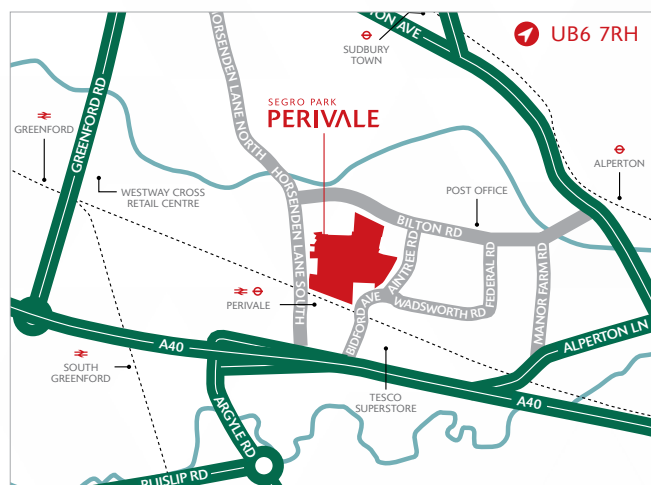 TON AVE
UB6 7RH
SUDBURY
TOWN
GREENFORD RD
HORSENDEN LANE NORTH
SEGRO PARK
PERIVALE
GREENFORD
ALPERTON
WESTWAY CROSS
RETAIL CENTRE
POST OFFICE
HORSENDEN LANE SOUTH
BILTON RD
AINTREE RD
FEDERAL RD
MANOR FARM RD
PERIVALE
BIDFORD AVE
WADSWORTH RD
A40
ALPERTON LN
SOUTH
GREENFORD
TESCO
SUPERSTORE
A40
ARGYLE RD
RUISLIP RD